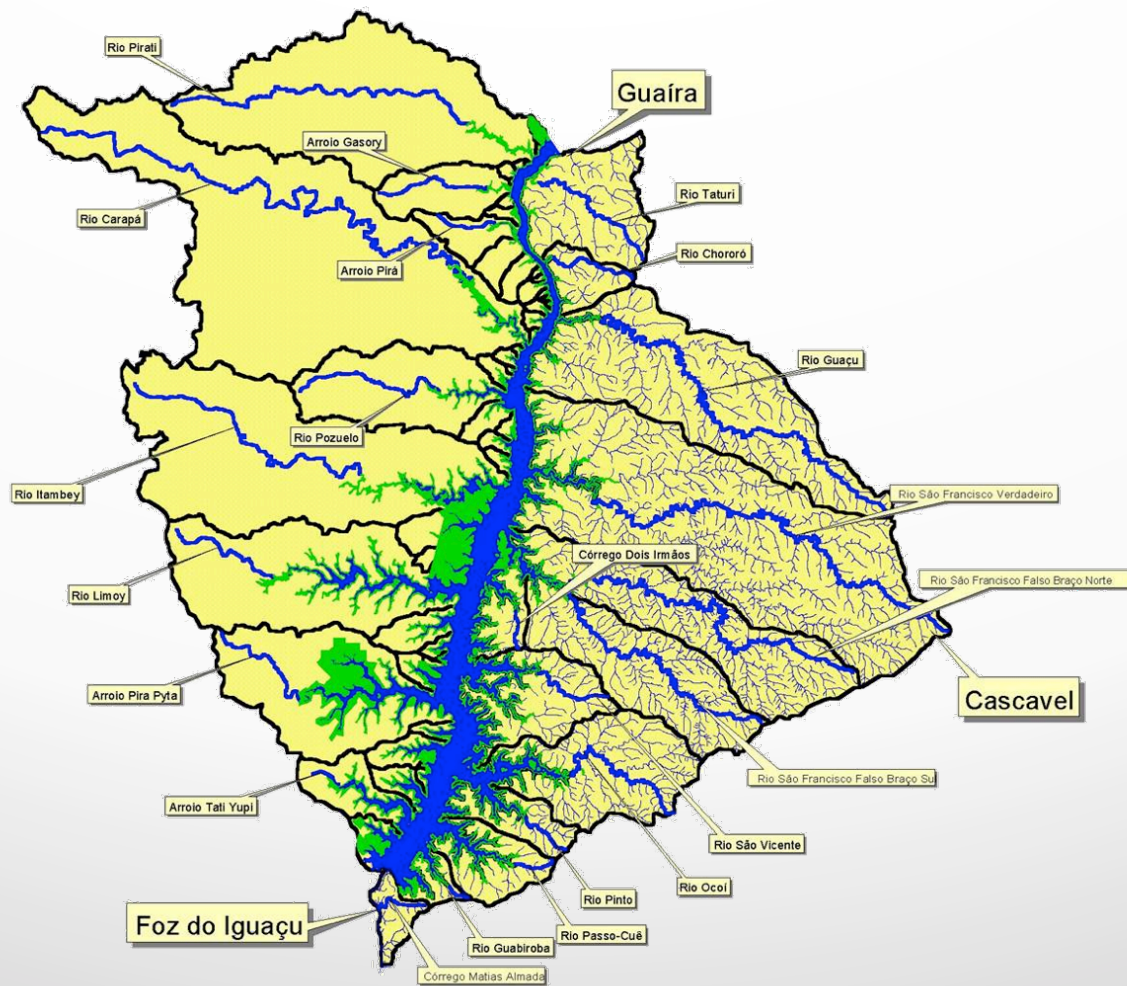 Rio Pirati
Guaíra
Arroio Gasory
Rio Taturi
Rio Carapá
Rio Chororó
Arroio Pirà
Rio Guaçu
Rio Pozuelo
Rio Itambey
Rio São Francisco Verdadeiro
Córrego Dois Irmãos
Rio São Francisco Falso Braço Norte
Rio Limoy
Arroio Pira Pyta
Cascavel
Rio São Francisco Falso Braço Sul
Arroio Tati Yupi
Rio São Vicente
Rio Ocoí
Rio Pinto
Foz do Iguaçu
Rio Passo-Cuê
Rio Guabiroba
Córrego Matias Almada